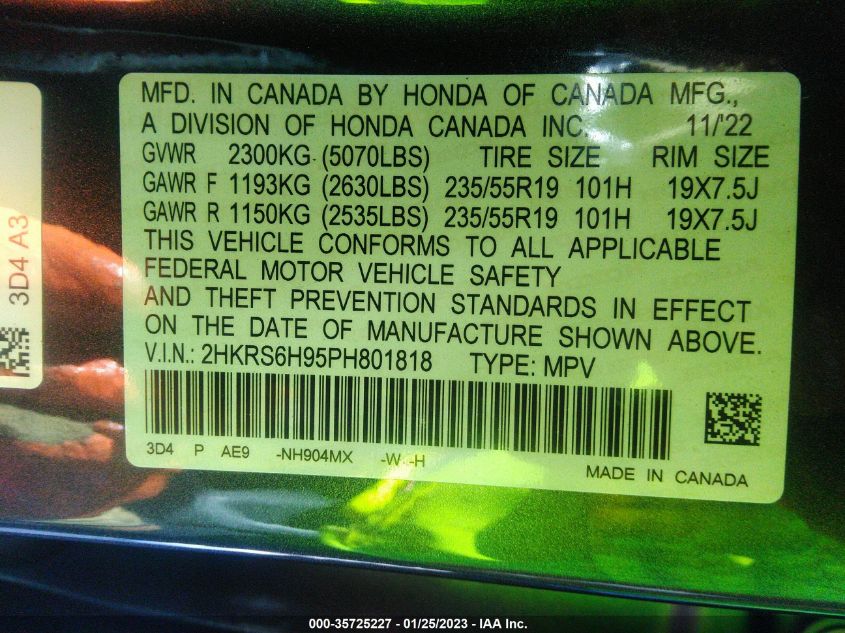 MFD. IN CANADA BY HONDA OF CANADA MFG.,
A DIVISION OF HONDA CANADA INC. 11/'22
GVWR 2300KG (5070LBS) TIRE SIZE RIM SIZE
GAWR F 1193KG (2630LBS) 235/55R19 101H 19X7.5J
GAWR R 1150KG (2535LBS) 235/55R19 101H 19X7.5J
THIS VEHICLE CONFORMS TO ALL APPLICABLE
FEDERAL MOTOR VEHICLE SAFETY
AND THEFT PREVENTION STANDARDS IN EFFECT
ON THE DATE OF MANUFACTURE SHOWN ABOVE.
V.I.N.: 2HKRS6H95PH801818 TYPE: MPV
3D4 P AE9 -NH904MX -W -H
MADE IN CANADA
3D4 A3
000-35725227 - 01/25/2023 - IAA Inc.